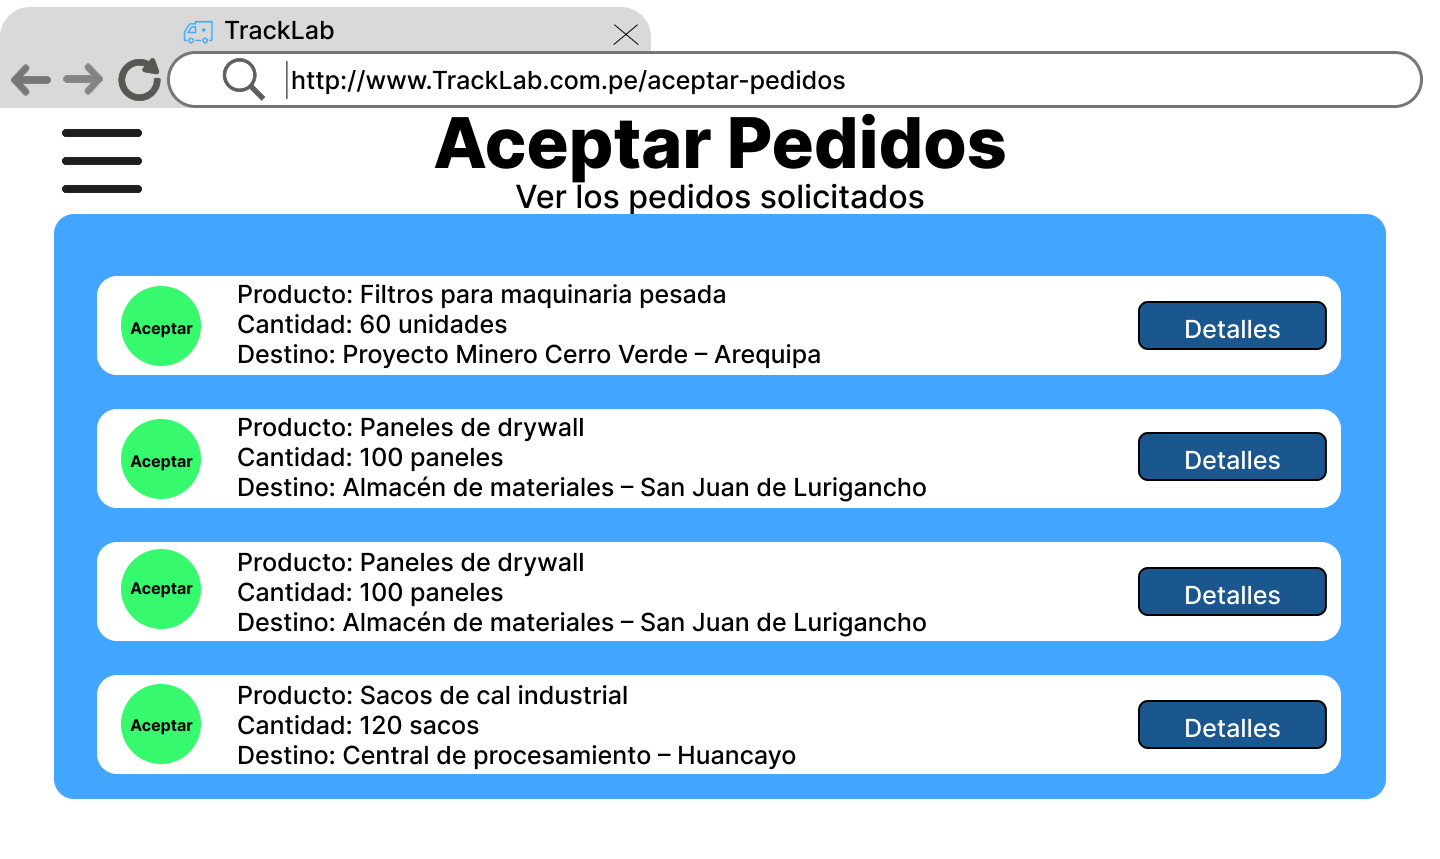 TrackLab
http://www.TrackLab.com.pe/aceptar-pedidos
Aceptar Pedidos
Ver los pedidos solicitados
Aceptar
Producto: Filtros para maquinaria pesada
Cantidad: 60 unidades
Destino: Proyecto Minero Cerro Verde – Arequipa
Detalles
Aceptar
Producto: Paneles de drywall
Cantidad: 100 paneles
Destino: Almacén de materiales – San Juan de Lurigancho
Detalles
Aceptar
Producto: Paneles de drywall
Cantidad: 100 paneles
Destino: Almacén de materiales – San Juan de Lurigancho
Detalles
Aceptar
Producto: Sacos de cal industrial
Cantidad: 120 sacos
Destino: Central de procesamiento – Huancayo
Detalles